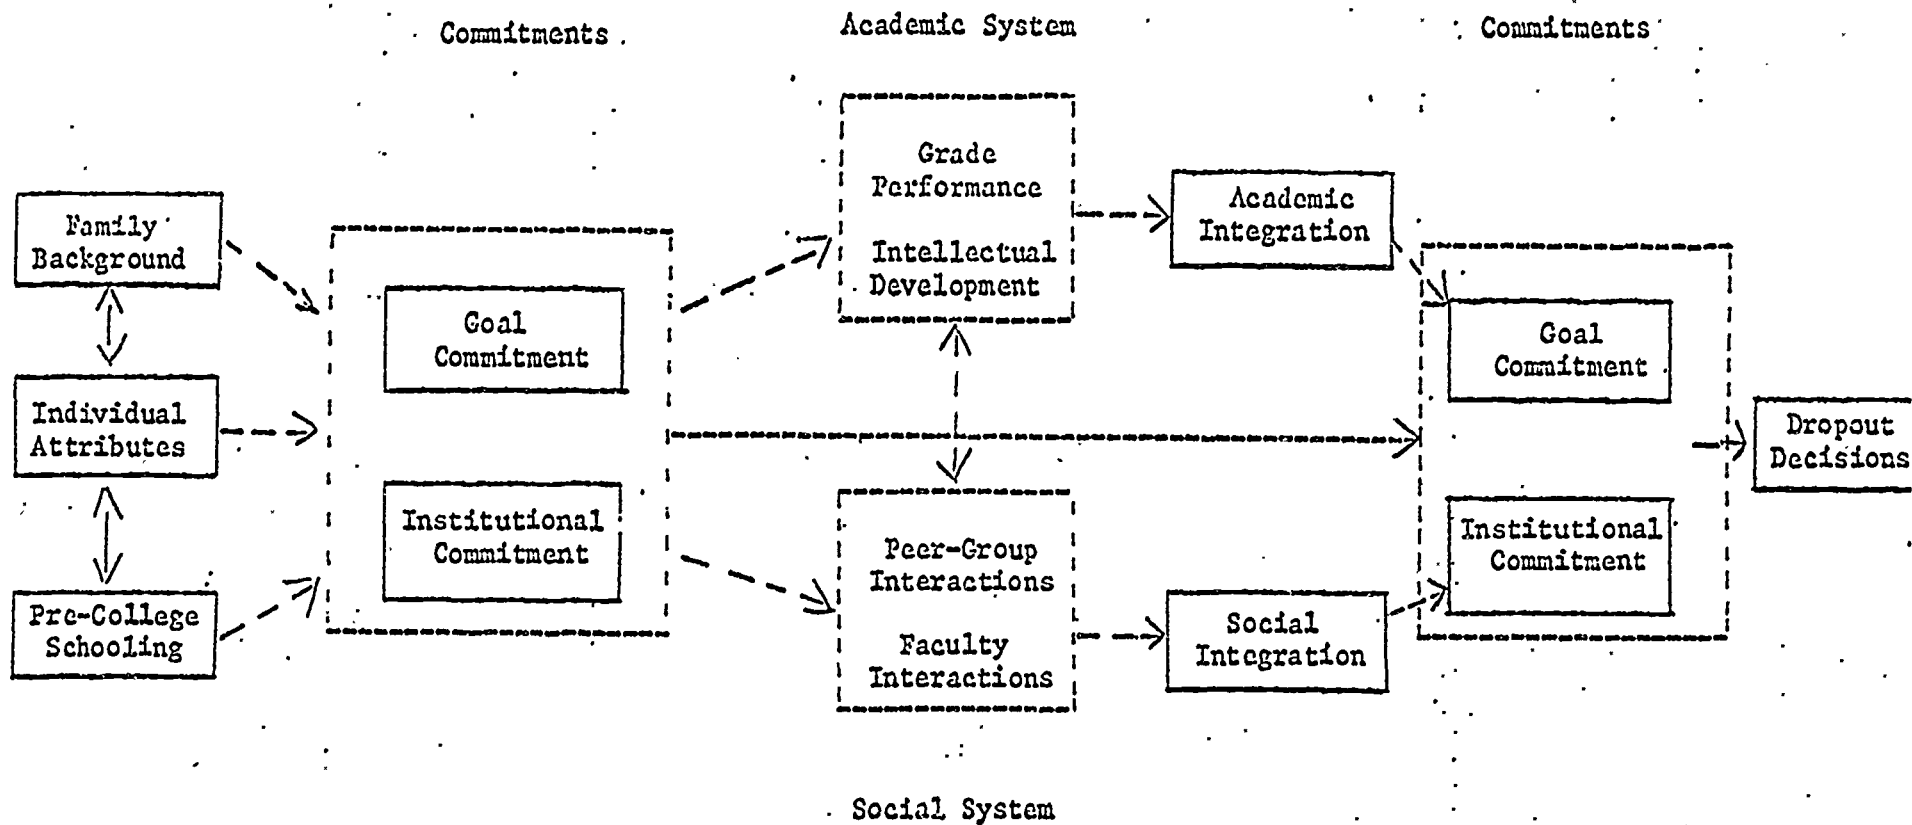 Commitments
Academic System
Commitments
Family
Background
Individual
Attributes
Pre-College
Schooling
Goal
Commitment
Institutional
Commitment
Grade
Performance
Intellectual
Development
Peer-Group
Interactions
Faculty
Interactions
Academic
Integration
Social
Integration
Goal
Commitment
Institutional
Commitment
Dropout
Decisions
Social System